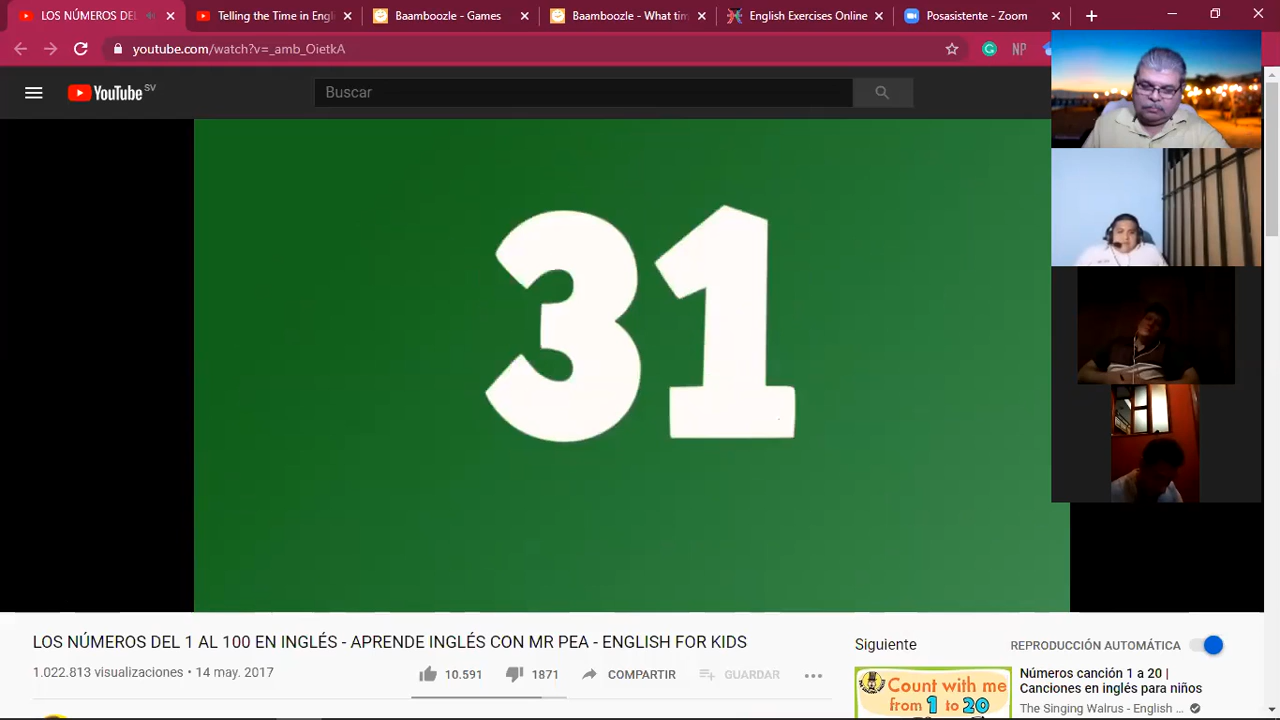 LOS NÚMEROS DEL
Telling the Time in Engl
Baamboozle - Games
Baamboozle - What tim
English Exercises Online
Posasistente - Zoom
youtube.com/watch?v=_amb_OietkA
NP
YouTube SV
Buscar
31
LOS NÚMEROS DEL 1 AL 100 EN INGLÉS - APRENDE INGLÉS CON MR PEA - ENGLISH FOR KIDS
1.022.813 visualizaciones • 14 may. 2017
10.591
1871
COMPARTIR
GUARDAR
Siguiente
REPRODUCCIÓN AUTOMÁTICA
Count with me
from 1 to 20
Números canción 1 a 20 |
Canciones en inglés para niños
The Singing Walrus - English ...